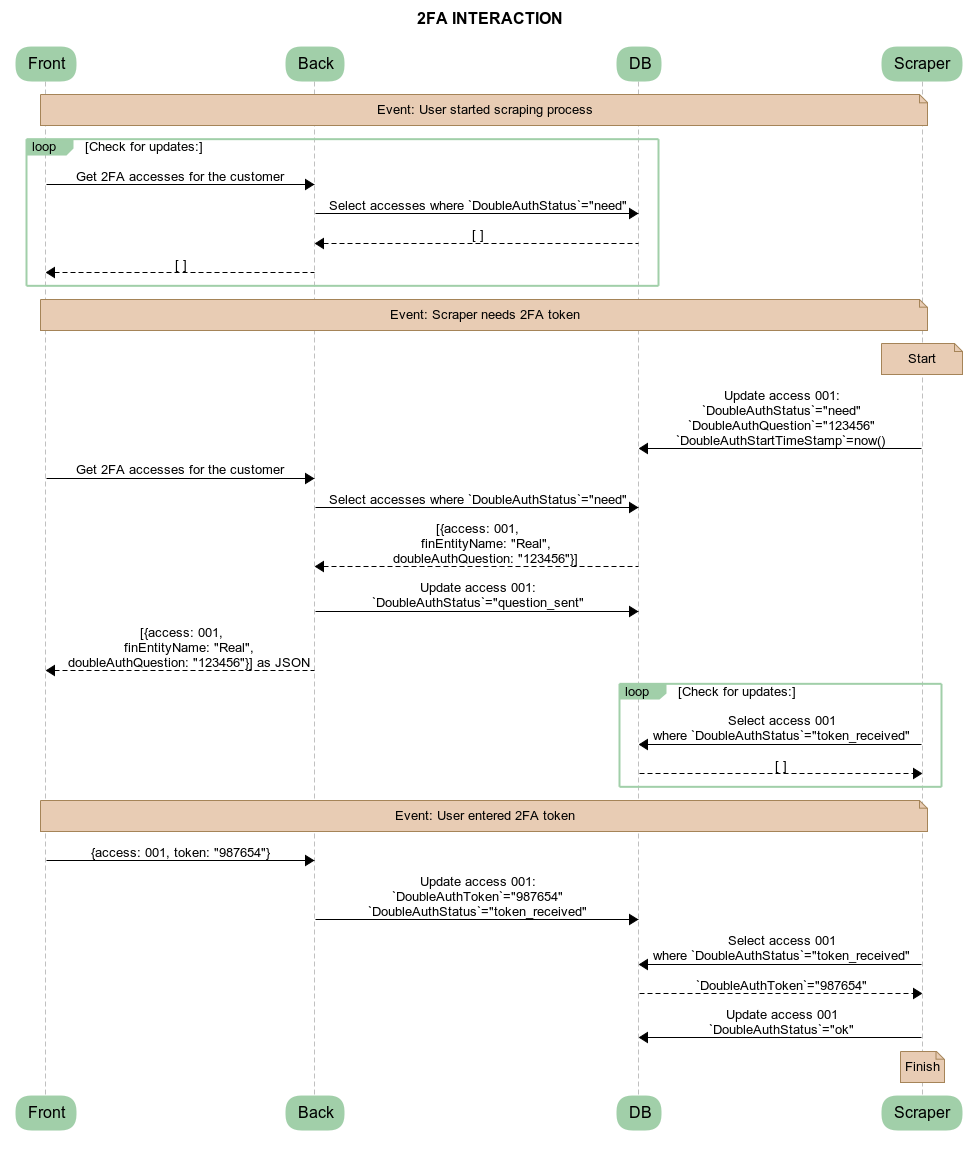 2FA INTERACTION
Front
Back
DB
Scraper
Event: User started scraping process
loop
[Check for updates:]
Get 2FA accesses for the customer
Select accesses where `DoubleAuthStatus`="need"
[ ]
[ ]
Event: Scraper needs 2FA token
Start
Update access 001:
`DoubleAuthStatus`="need"
`DoubleAuthQuestion`="123456"
`DoubleAuthStartTimeStamp`=now()
Get 2FA accesses for the customer
Select accesses where `DoubleAuthStatus`="need"
[{access: 001,
finEntityName: "Real",
doubleAuthQuestion: "123456"}]
Update access 001:
`DoubleAuthStatus`="question_sent"
[{access: 001,
finEntityName: "Real",
doubleAuthQuestion: "123456"}] as JSON
loop
[Check for updates:]
Select access 001
where `DoubleAuthStatus`="token_received"
[ ]
Event: User entered 2FA token
{access: 001, token: "987654"}
Update access 001:
`DoubleAuthToken`="987654"
`DoubleAuthStatus`="token_received"
Select access 001
where `DoubleAuthStatus`="token_received"
`DoubleAuthToken`="987654"
Update access 001
`DoubleAuthStatus`="ok"
Finish
Front
Back
DB
Scraper